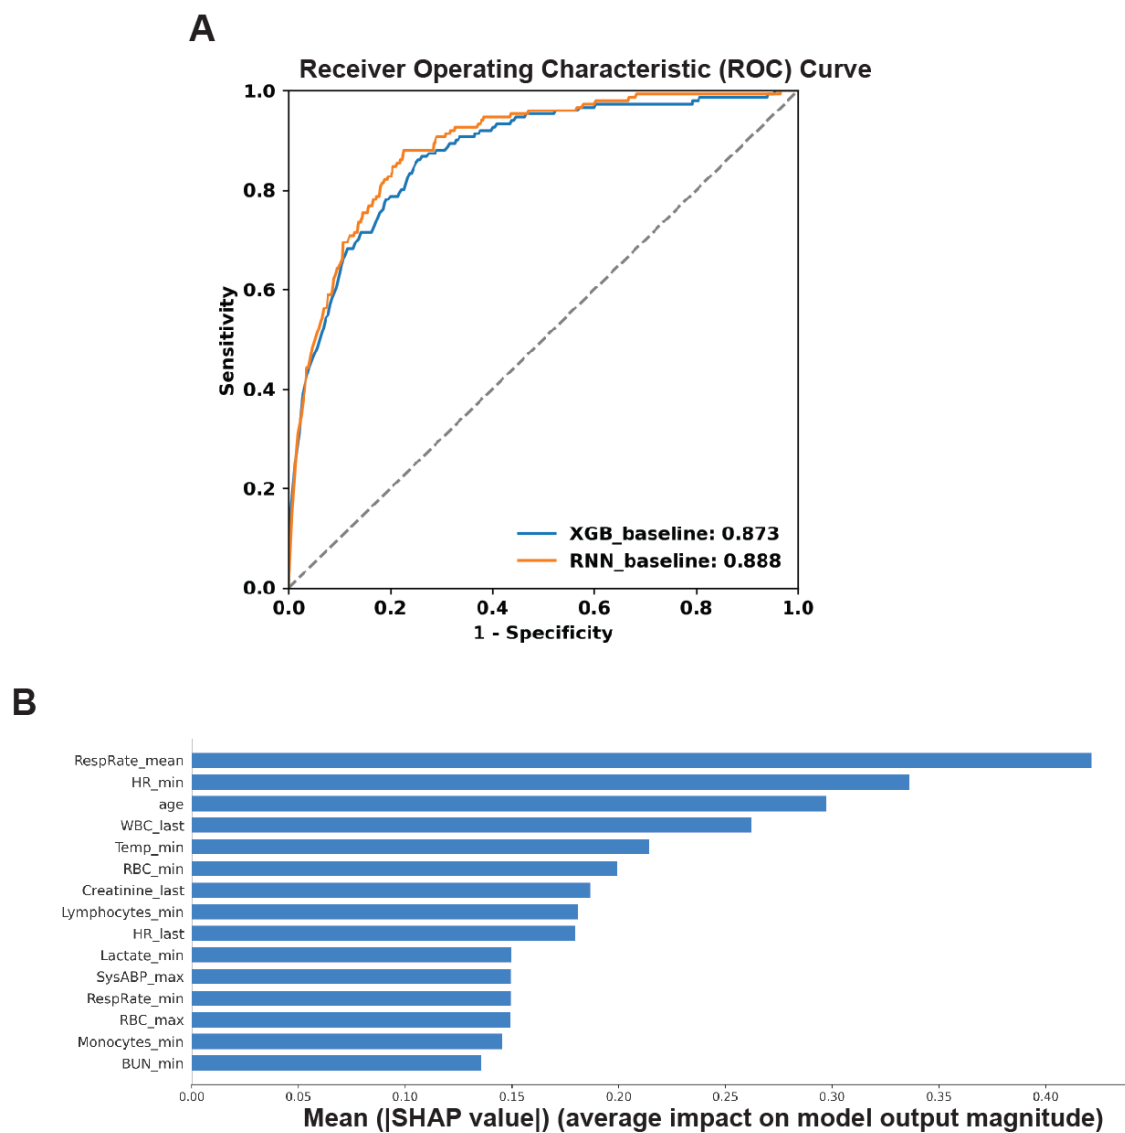 A
Receiver Operating Characteristic (ROC) Curve
1.0
0.8
0.6
0.4
0.2
0.0
Sensitivity
XGB_baseline: 0.873
RNN_baseline: 0.888
0.0 0.2 0.4 0.6 0.8 1.0
1 - Specificity
B
RespRate_mean
HR_min
age
WBC_last
Temp_min
RBC_min
Creatinine_last
Lymphocytes_min
HR_last
Lactate_min
SysABP_max
RespRate_min
RBC_max
Monocytes_min
BUN_min
0.00 0.05 0.10 0.15 0.20 0.25 0.30 0.35 0.40
Mean (|SHAP value|) (average impact on model output magnitude)